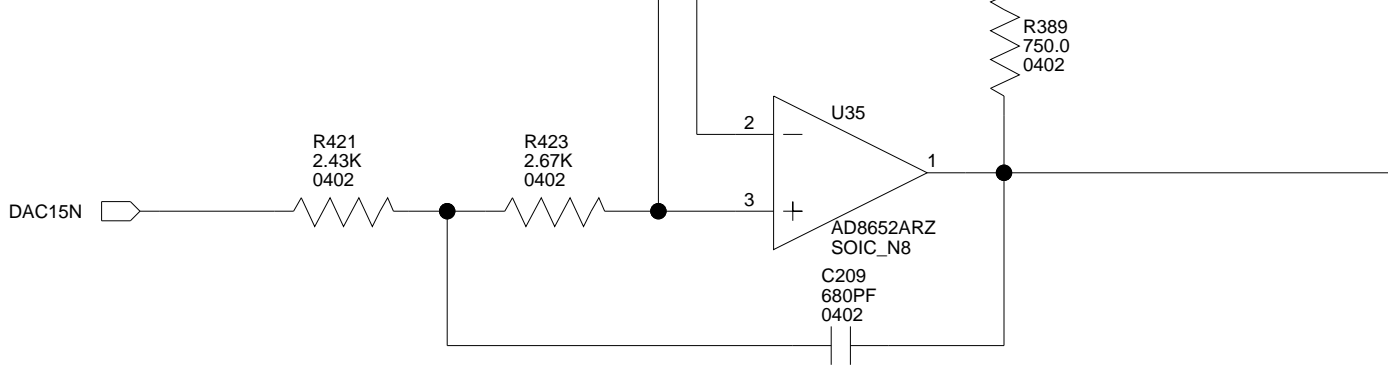 R389
750.0
0402
U35
2
1
R421
2.43K
0402
R423
2.67K
0402
DAC15N
3
AD8652ARZ
SOIC_N8
C209
680PF
0402